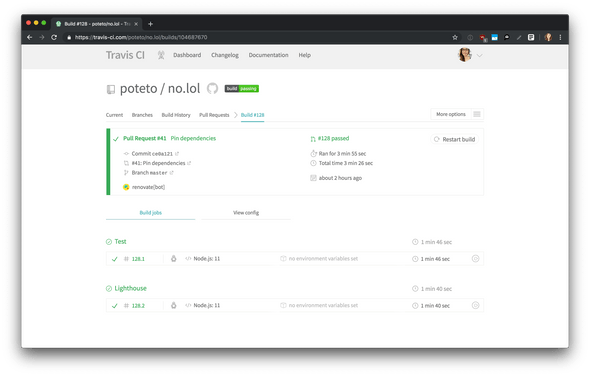 Build #128 - poteto/no.lol - Tra
https://travis-ci.com/poteto/no.lol/builds/104687670
Travis CI
Dashboard
Changelog
Documentation
Help
poteto / no.lol
build passing
Current
Branches
Build History
Pull Requests
Build #128
More options
Pull Request #41 Pin dependencies
#128 passed
Restart build
Commit ce0a121
Ran for 3 min 55 sec
#41: Pin dependencies
Total time 3 min 26 sec
Branch master
about 2 hours ago
renovate[bot]
Build jobs
View config
Test
1 min 46 sec
# 128.1
</> Node.js: 11
no environment variables set
1 min 46 sec
Lighthouse
1 min 40 sec
# 128.2
</> Node.js: 11
no environment variables set
1 min 40 sec